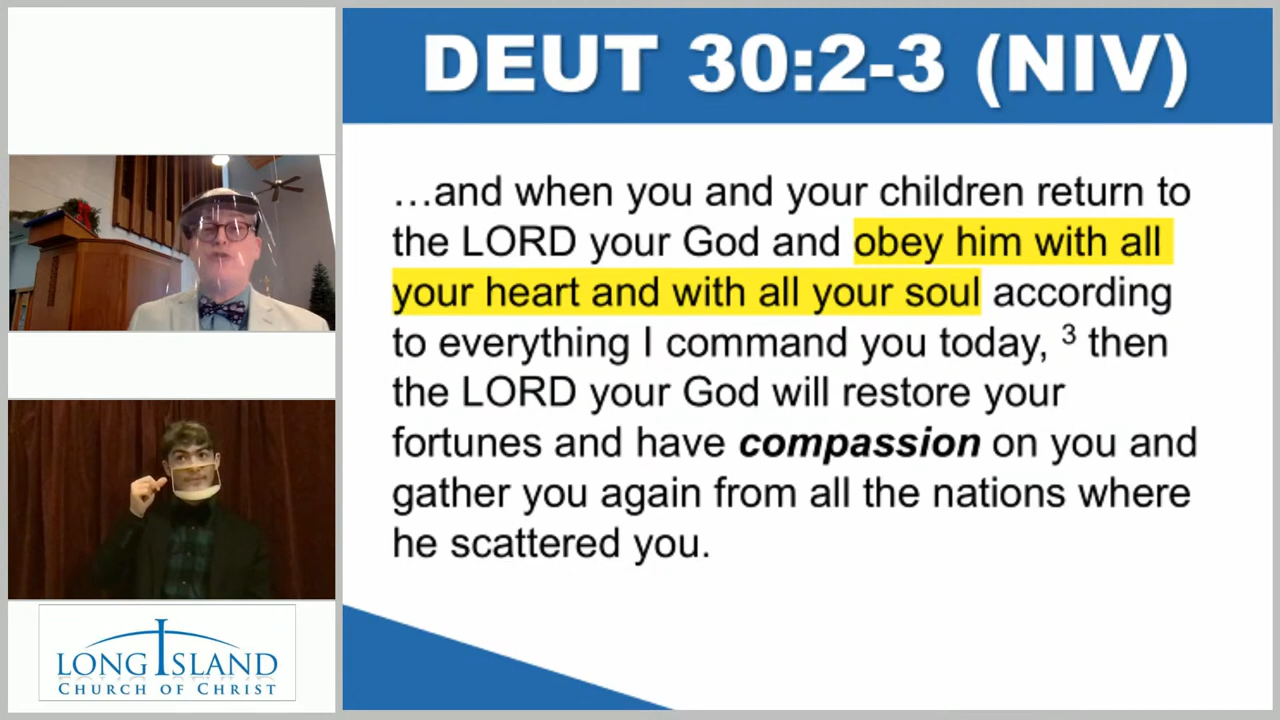 DEUT 30:2-3 (NIV)
…and when you and your children return to
the LORD your God and obey him with all
your heart and with all your soul according
to everything I command you today, ³ then
the LORD your God will restore your
fortunes and have compassion on you and
gather you again from all the nations where
he scattered you.
LONG ISLAND
CHURCH OF CHRIST